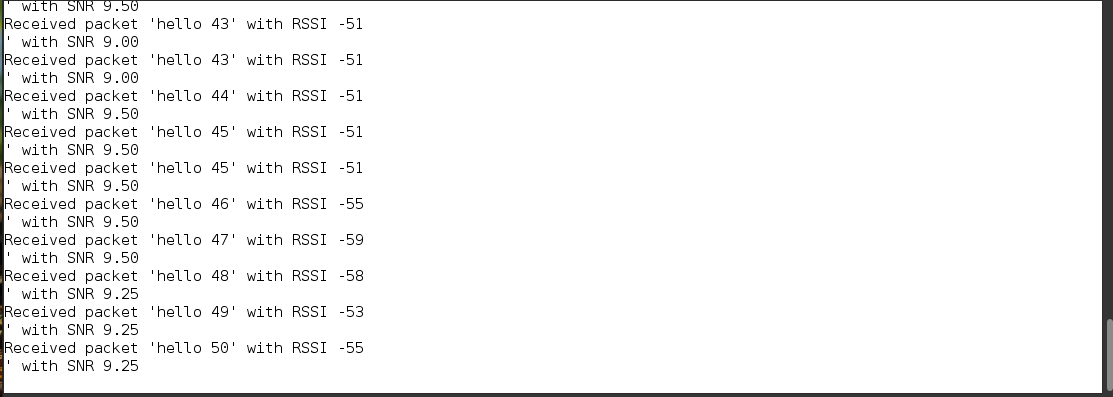 ' with SNR 9.50
Received packet 'hello 43' with RSSI -51
' with SNR 9.00
Received packet 'hello 43' with RSSI -51
' with SNR 9.00
Received packet 'hello 44' with RSSI -51
' with SNR 9.50
Received packet 'hello 45' with RSSI -51
' with SNR 9.50
Received packet 'hello 45' with RSSI -51
' with SNR 9.50
Received packet 'hello 46' with RSSI -55
' with SNR 9.50
Received packet 'hello 47' with RSSI -59
' with SNR 9.50
Received packet 'hello 48' with RSSI -58
' with SNR 9.25
Received packet 'hello 49' with RSSI -53
' with SNR 9.25
Received packet 'hello 50' with RSSI -55
' with SNR 9.25